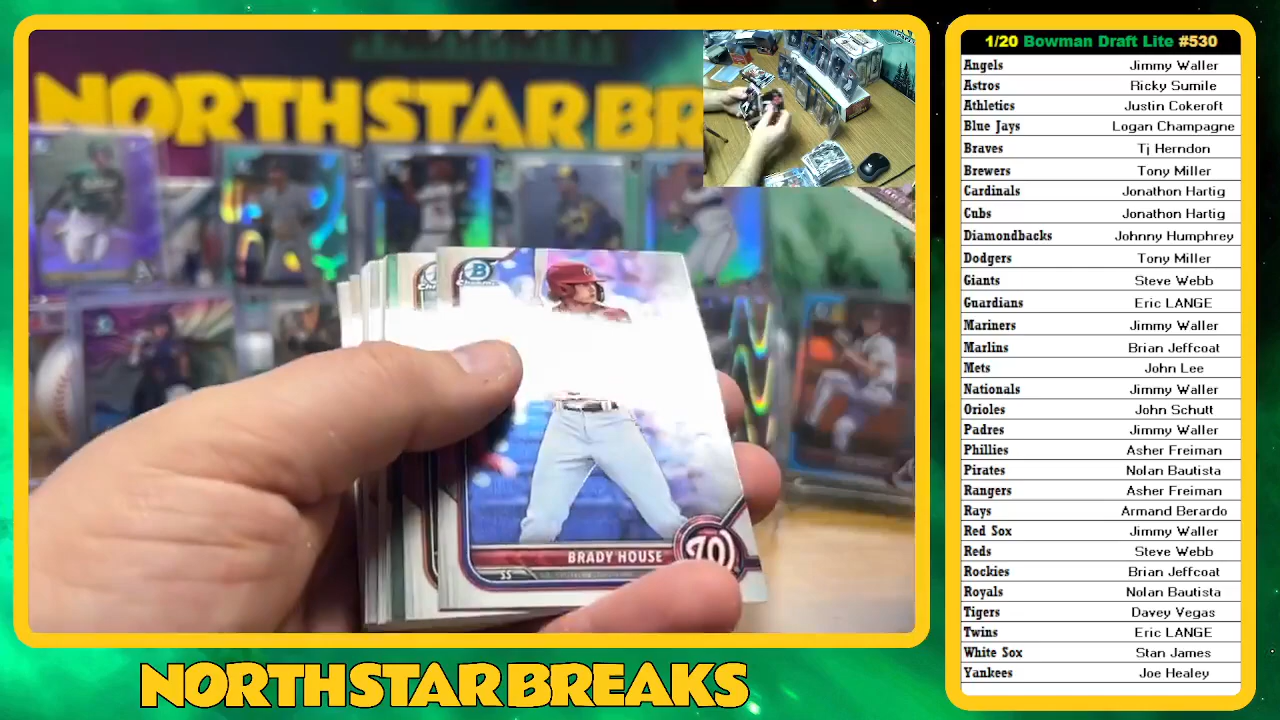 NORTHSTAR BR
B
Chrome
BRADY HOUSE
SS
NORTHSTAR BREAKS
1/20 Bowman Draft Lite #530
Angels Jimmy Waller
Astros Ricky Sumile
Athletics Justin Cokeroft
Blue Jays Logan Champagne
Braves Tj Herndon
Brewers Tony Miller
Cardinals Jonathon Hartig
Cubs Jonathon Hartig
Diamondbacks Johnny Humphrey
Dodgers Tony Miller
Giants Steve Webb
Guardians Eric LANGE
Mariners Jimmy Waller
Marlins Brian Jeffcoat
Mets John Lee
Nationals Jimmy Waller
Orioles John Schutt
Padres Jimmy Waller
Phillies Asher Freiman
Pirates Nolan Bautista
Rangers Asher Freiman
Rays Armand Berardo
Red Sox Jimmy Waller
Reds Steve Webb
Rockies Brian Jeffcoat
Royals Nolan Bautista
Tigers Davey Vegas
Twins Eric LANGE
White Sox Stan James
Yankees Joe Healey